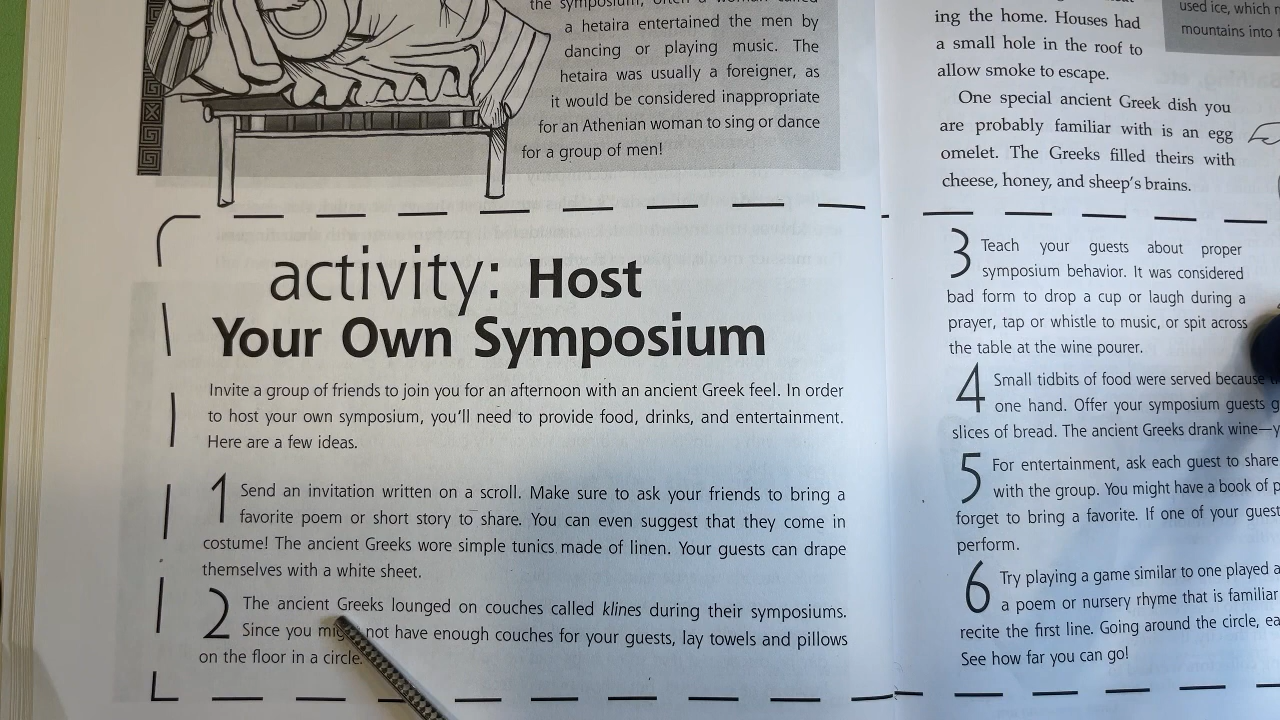 the symposium, often a woman called
a hetaira entertained the men by
dancing or playing music. The
hetaira was usually a foreigner, as
it would be considered inappropriate
for an Athenian woman to sing or dance
for a group of men!
activity: Host
Your Own Symposium
Invite a group of friends to join you for an afternoon with an ancient Greek feel. In order
to host your own symposium, you'll need to provide food, drinks, and entertainment.
Here are a few ideas.
1 Send an invitation written on a scroll. Make sure to ask your friends to bring a
favorite poem or short story to share. You can even suggest that they come in
costume! The ancient Greeks wore simple tunics made of linen. Your guests can drape
themselves with a white sheet.
2 The ancient Greeks lounged on couches called klines during their symposiums.
Since you might not have enough couches for your guests, lay towels and pillows
on the floor in a circle.
ing the home. Houses had
a small hole in the roof to
allow smoke to escape.
One special ancient Greek dish you
are probably familiar with is an egg
omelet. The Greeks filled theirs with
cheese, honey, and sheep's brains.
used ice, which
mountains into
3 Teach your guests about proper
symposium behavior. It was considered
bad form to drop a cup or laugh during a
prayer, tap or whistle to music, or spit across
the table at the wine pourer.
4 Small tidbits of food were served because
one hand. Offer your symposium guests
slices of bread. The ancient Greeks drank wine—
5 For entertainment, ask each guest to share
with the group. You might have a book of
forget to bring a favorite. If one of your guest
perform.
6 Try playing a game similar to one played
a poem or nursery rhyme that is familiar
recite the first line. Going around the circle,
See how far you can go!